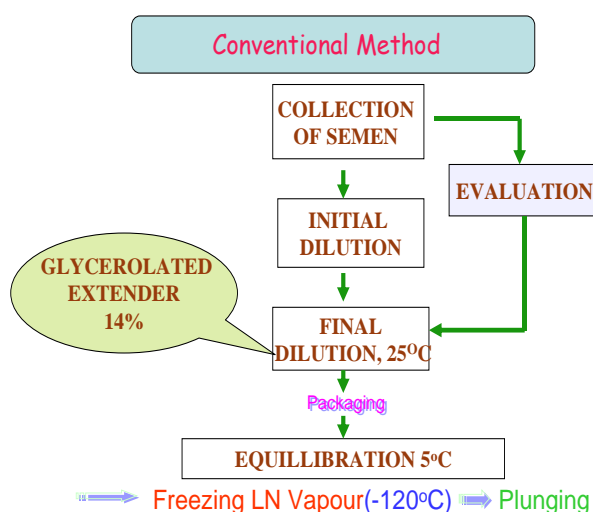 Conventional Method
COLLECTION
OF SEMEN
EVALUATION
INITIAL
DILUTION
GLYCEROLATED
EXTENDER
14%
FINAL
DILUTION, 25⁰C
Packaging
EQUILLIBRATION 5ºC
Freezing LN Vapour(-120ºC) Plunging